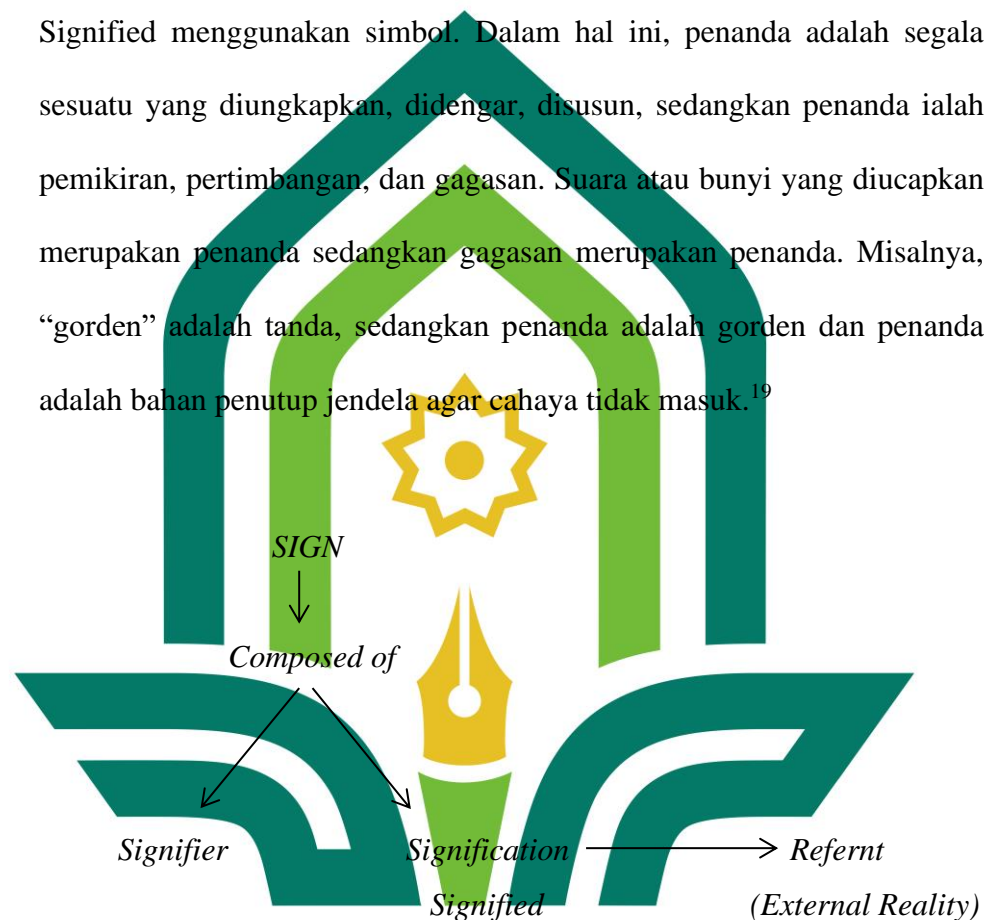 Signified menggunakan simbol. Dalam hal ini, penanda adalah segala
sesuatu yang diungkapkan, didengar, disusun, sedangkan penanda ialah
pemikiran, pertimbangan, dan gagasan. Suara atau bunyi yang diucapkan
merupakan penanda sedangkan gagasan merupakan penanda. Misalnya,
“gorden” adalah tanda, sedangkan penanda adalah gorden dan penanda
adalah bahan penutup jendela agar cahaya tidak masuk.19
SIGN
Composed of
Signifier Signification Refernt
Signified (External Reality)